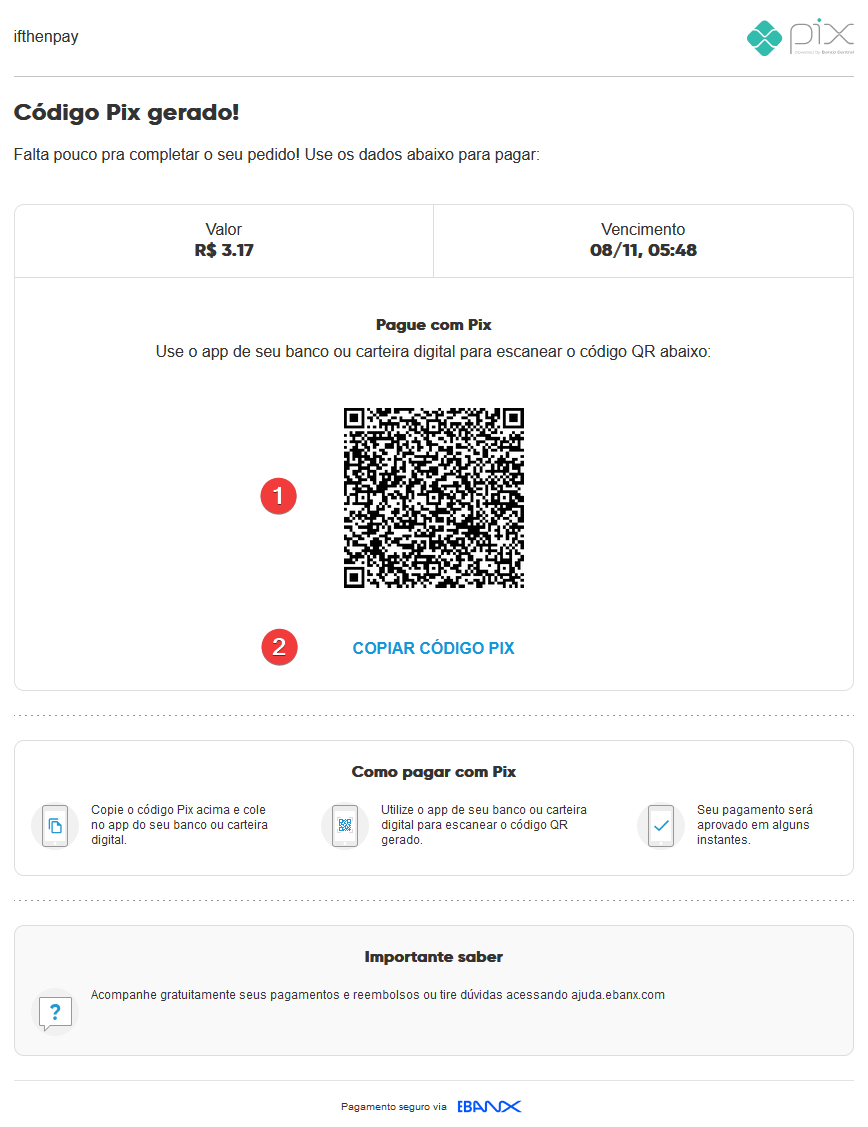 ifthenpay
pix
powered by Banco Central
Código Pix gerado!
Falta pouco pra completar o seu pedido! Use os dados abaixo para pagar:
Valor
R$ 3.17
Vencimento
08/11, 05:48
Pague com Pix
Use o app de seu banco ou carteira digital para escanear o código QR abaixo:
1
2
COPIAR CÓDIGO PIX
Como pagar com Pix
Copie o código Pix acima e cole
no app do seu banco ou carteira
digital.
Utilize o app de seu banco ou carteira
digital para escanear o código QR
gerado.
Seu pagamento será
aprovado em alguns
instantes.
Importante saber
?
Acompanhe gratuitamente seus pagamentos e reembolsos ou tire dúvidas acessando ajuda.ebanx.com
Pagamento seguro via EBANX